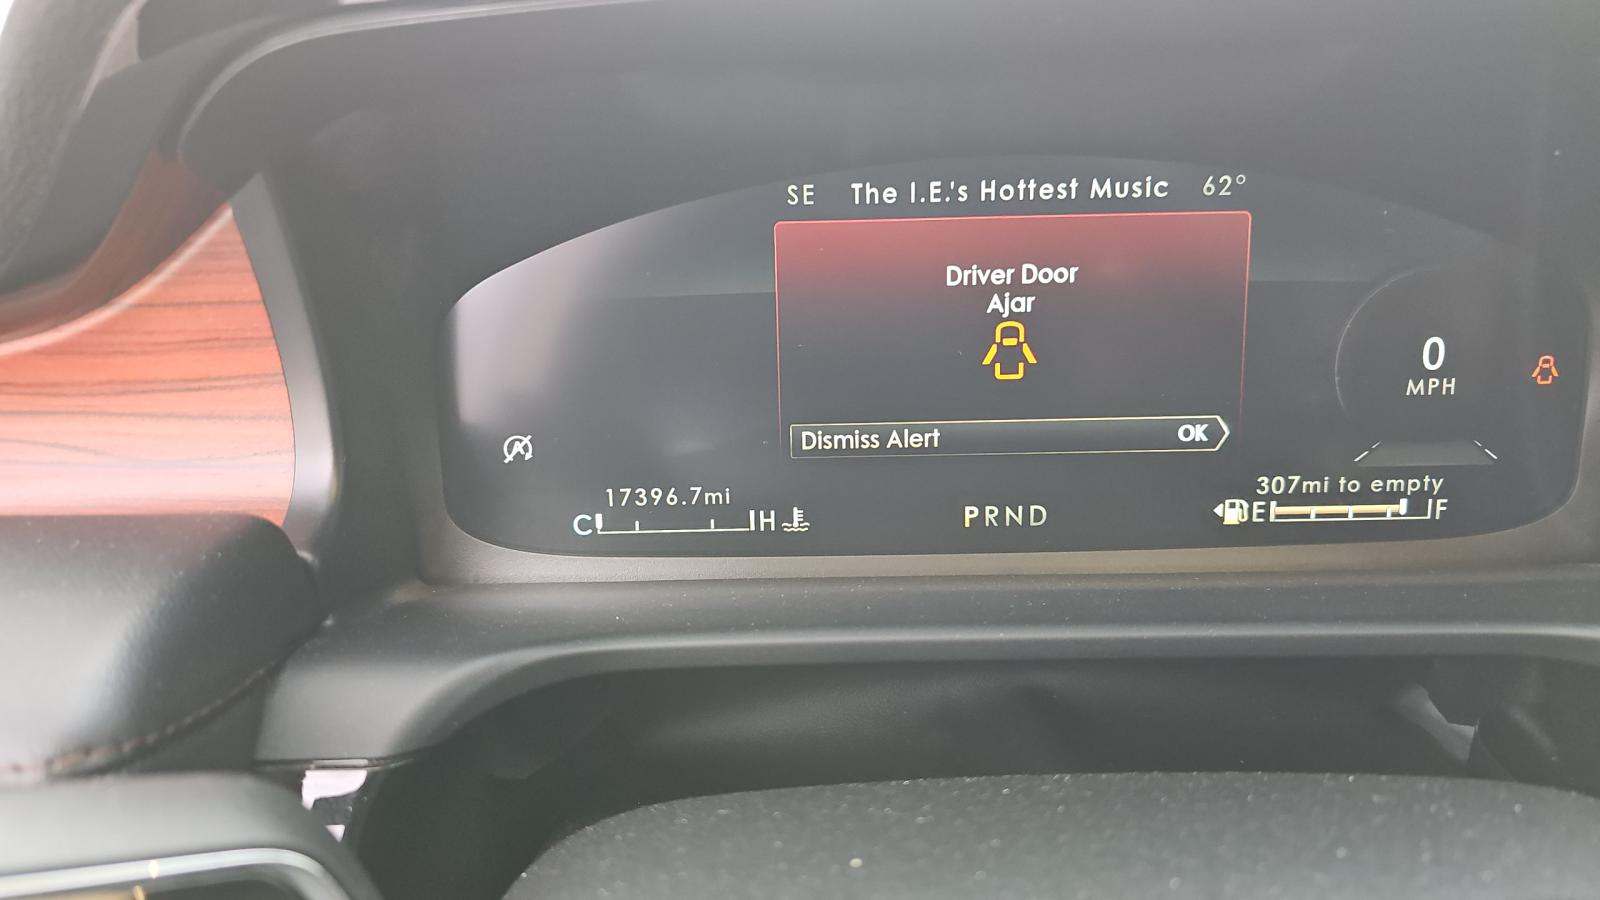 SE The I.E.'s Hottest Music 62°
Driver Door
Ajar
Dismiss Alert OK
0
MPH
17396.7mi
C H
PRND
307mi to empty
E F